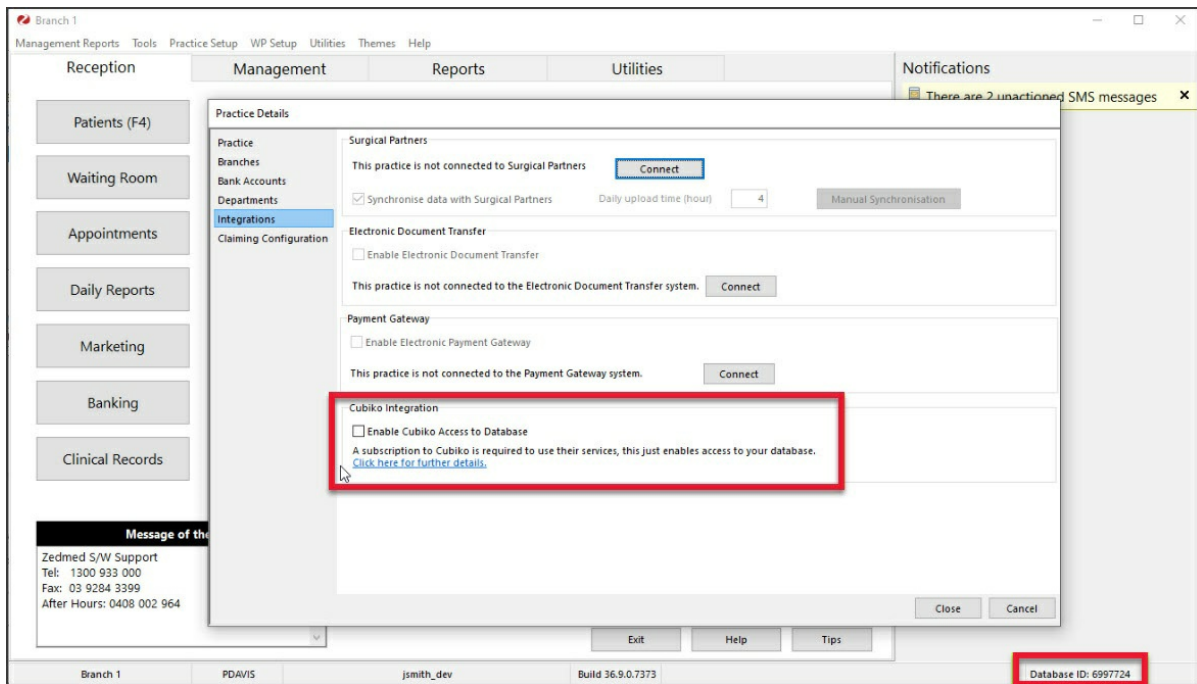 Branch 1
Management Reports Tools Practice Setup WP Setup Utilities Themes Help
Reception Management Reports Utilities
Notifications
There are 2 unactioned SMS messages
Patients (F4)
Waiting Room
Appointments
Daily Reports
Marketing
Banking
Clinical Records
Practice Details
Practice
Branches
Bank Accounts
Departments
Integrations
Claiming Configuration
Surgical Partners
This practice is not connected to Surgical Partners Connect
Synchronise data with Surgical Partners Daily upload time (hour) 4 Manual Synchronisation
Electronic Document Transfer
Enable Electronic Document Transfer
This practice is not connected to the Electronic Document Transfer system. Connect
Payment Gateway
Enable Electronic Payment Gateway
This practice is not connected to the Payment Gateway system. Connect
Cubiko Integration
Enable Cubiko Access to Database
A subscription to Cubiko is required to use their services, this just enables access to your database.
Click here for further details.
Close Cancel
Message of the
Zedmed S/W Support
Tel: 1300 933 000
Fax: 03 9284 3399
After Hours: 0408 002 964
Exit Help Tips
Branch 1 PDAVIS jsmith_dev Build 36.9.0.7373 Database ID: 6997724